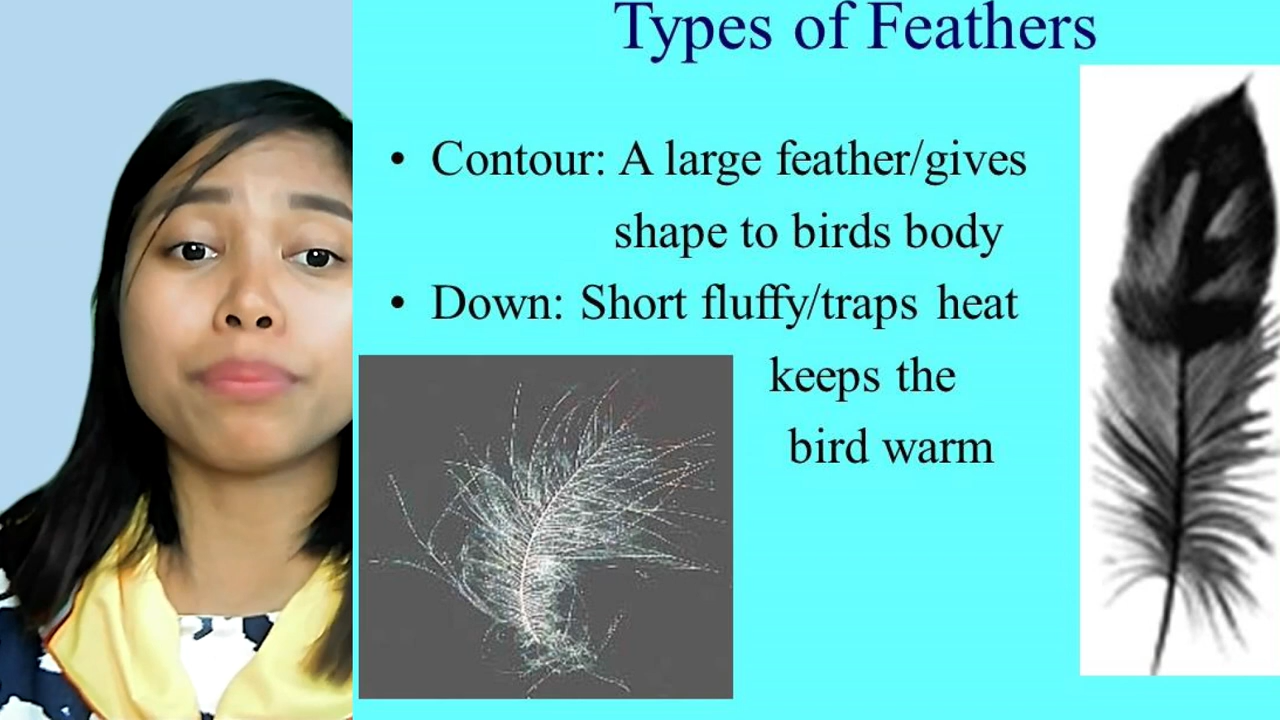 Types of Feathers
• Contour: A large feather/gives
shape to birds body
• Down: Short fluffy/traps heat
keeps the
bird warm